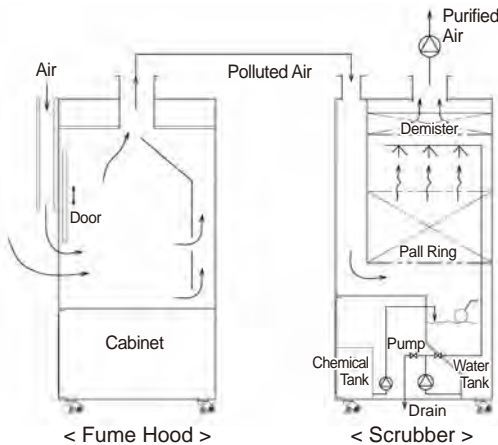 Purified
Air
Air
Polluted Air
Demister
Door
Pall Ring
Cabinet
Pump
Chemical
Tank
Water
Tank
Drain
< Fume Hood >
< Scrubber >